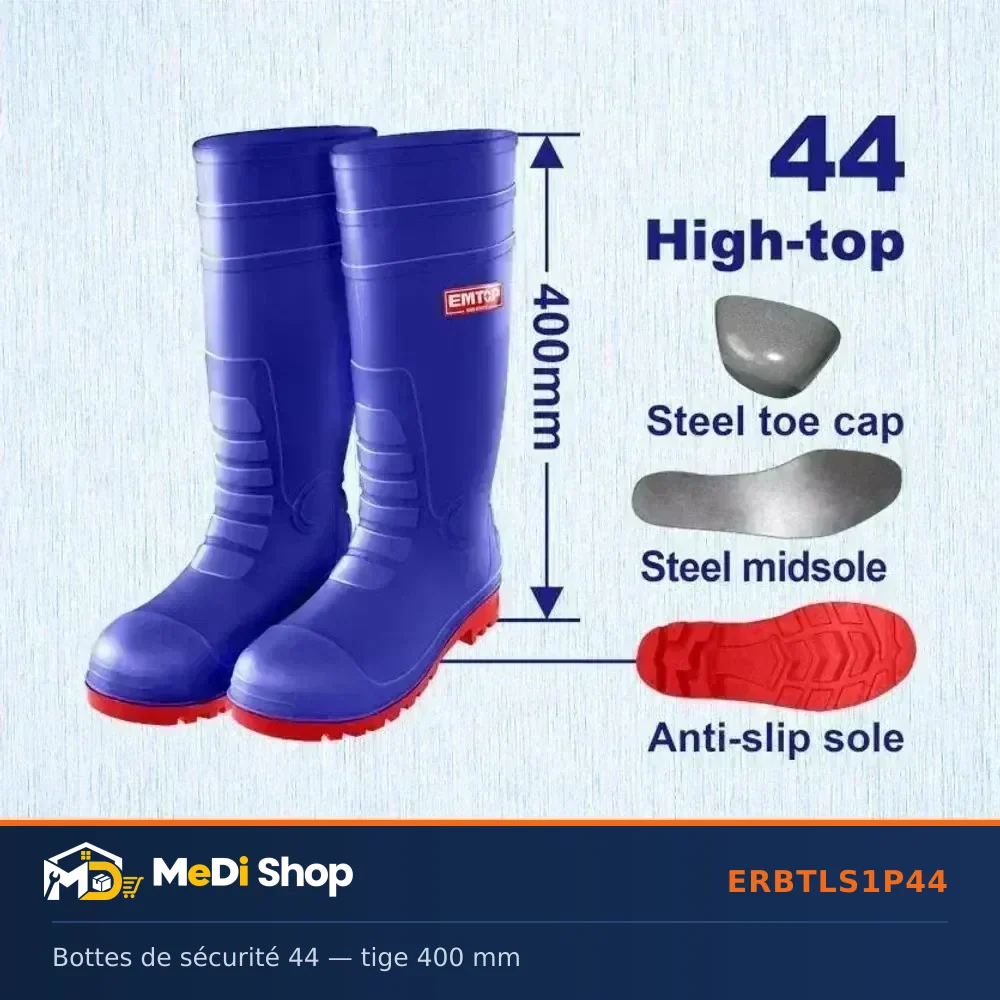 44
High-top
EMTOP
400mm
Steel toe cap
Steel midsole
Anti-slip sole
MeDi Shop
ERBTLS1P44
Bottes de sécurité 44 — tige 400 mm